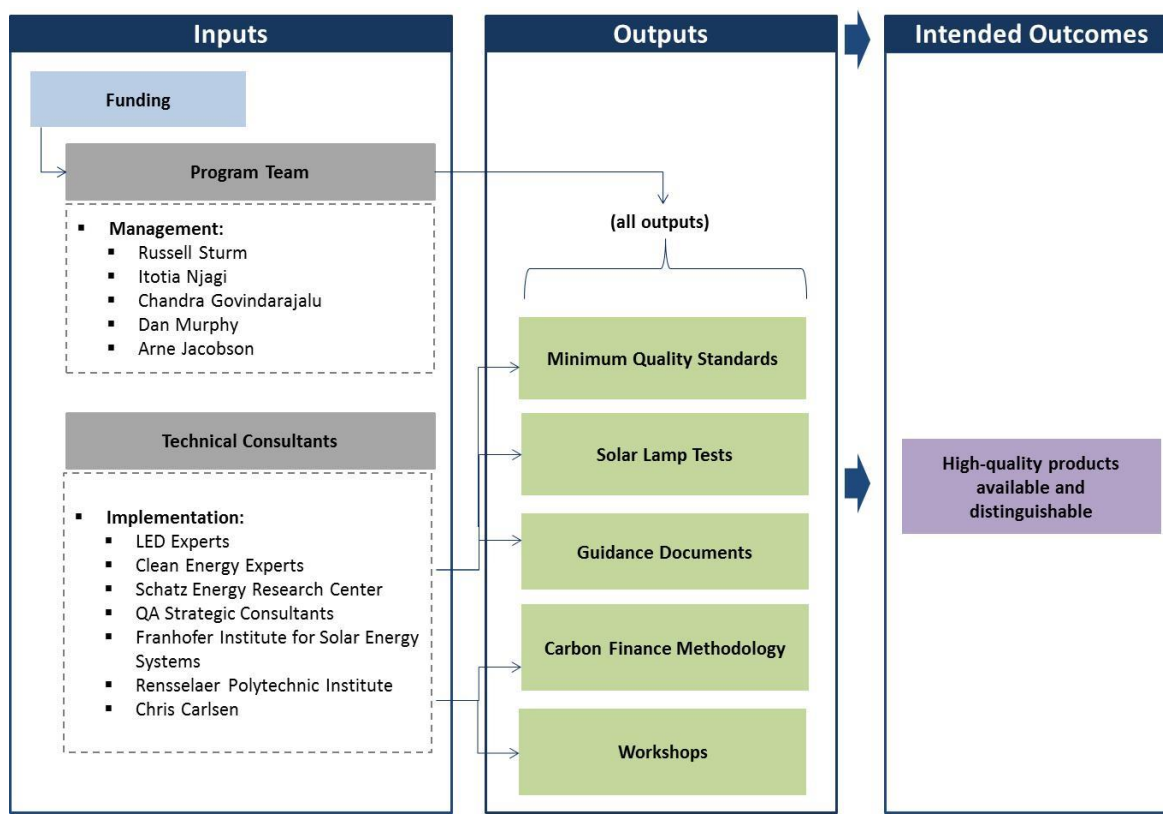 Inputs
Funding
Program Team
▪ Management:
▪ Russell Sturm
▪ Itotia Njagi
▪ Chandra Govindarajalu
▪ Dan Murphy
▪ Arne Jacobson
Technical Consultants
▪ Implementation:
▪ LED Experts
▪ Clean Energy Experts
▪ Schatz Energy Research Center
▪ QA Strategic Consultants
▪ Franhofer Institute for Solar Energy
Systems
▪ Rensselaer Polytechnic Institute
▪ Chris Carlsen
Outputs
(all outputs)
Minimum Quality Standards
Solar Lamp Tests
Guidance Documents
Carbon Finance Methodology
Workshops
Intended Outcomes
High-quality products
available and
distinguishable